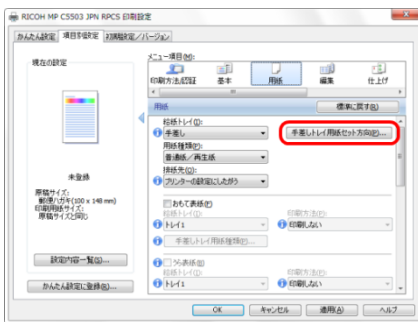 RICOH MP C5503 JPN RPCS 印刷設定
かんたん設定 項目別設定 初期設定／バージョン
現在の設定
メニュー項目(M):
印刷方法/認証 基本 用紙 編集 仕上げ
用紙 標準に戻す(R)
給紙トレイ(O):
手差し 手差しトレイ用紙セット方向(P)...
用紙種類(P):
普通紙／再生紙
排紙先(O):
プリンターの設定にしたがう
おもて表紙(F)
給紙トレイ(O): 印刷方法(P):
トレイ1 印刷しない
手差しトレイ用紙種類(P)...
うら表紙(B)
給紙トレイ(O): 印刷方法(P):
トレイ1 印刷しない
未登録
原稿サイズ:
郵便ハガキ(100 x 148 mm)
印刷用紙サイズ:
原稿サイズと同じ
設定内容一覧(S)...
かんたん設定に登録(R)...
OK キャンセル 適用(A) ヘルプ